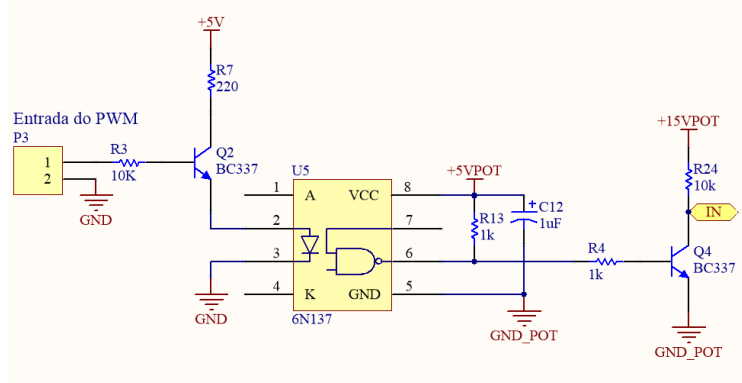 +5V
R7
220
Entrada do PWM
P3
1
2
R3
10K
GND
Q2
BC337
U5
1
A
VCC
8
2
7
3
6
4
K
GND
5
6N137
GND
+5VPOT
R13
1k
+
C12
1uF
GND_POT
R4
1k
+15VPOT
R24
10k
IN
Q4
BC337
GND_POT